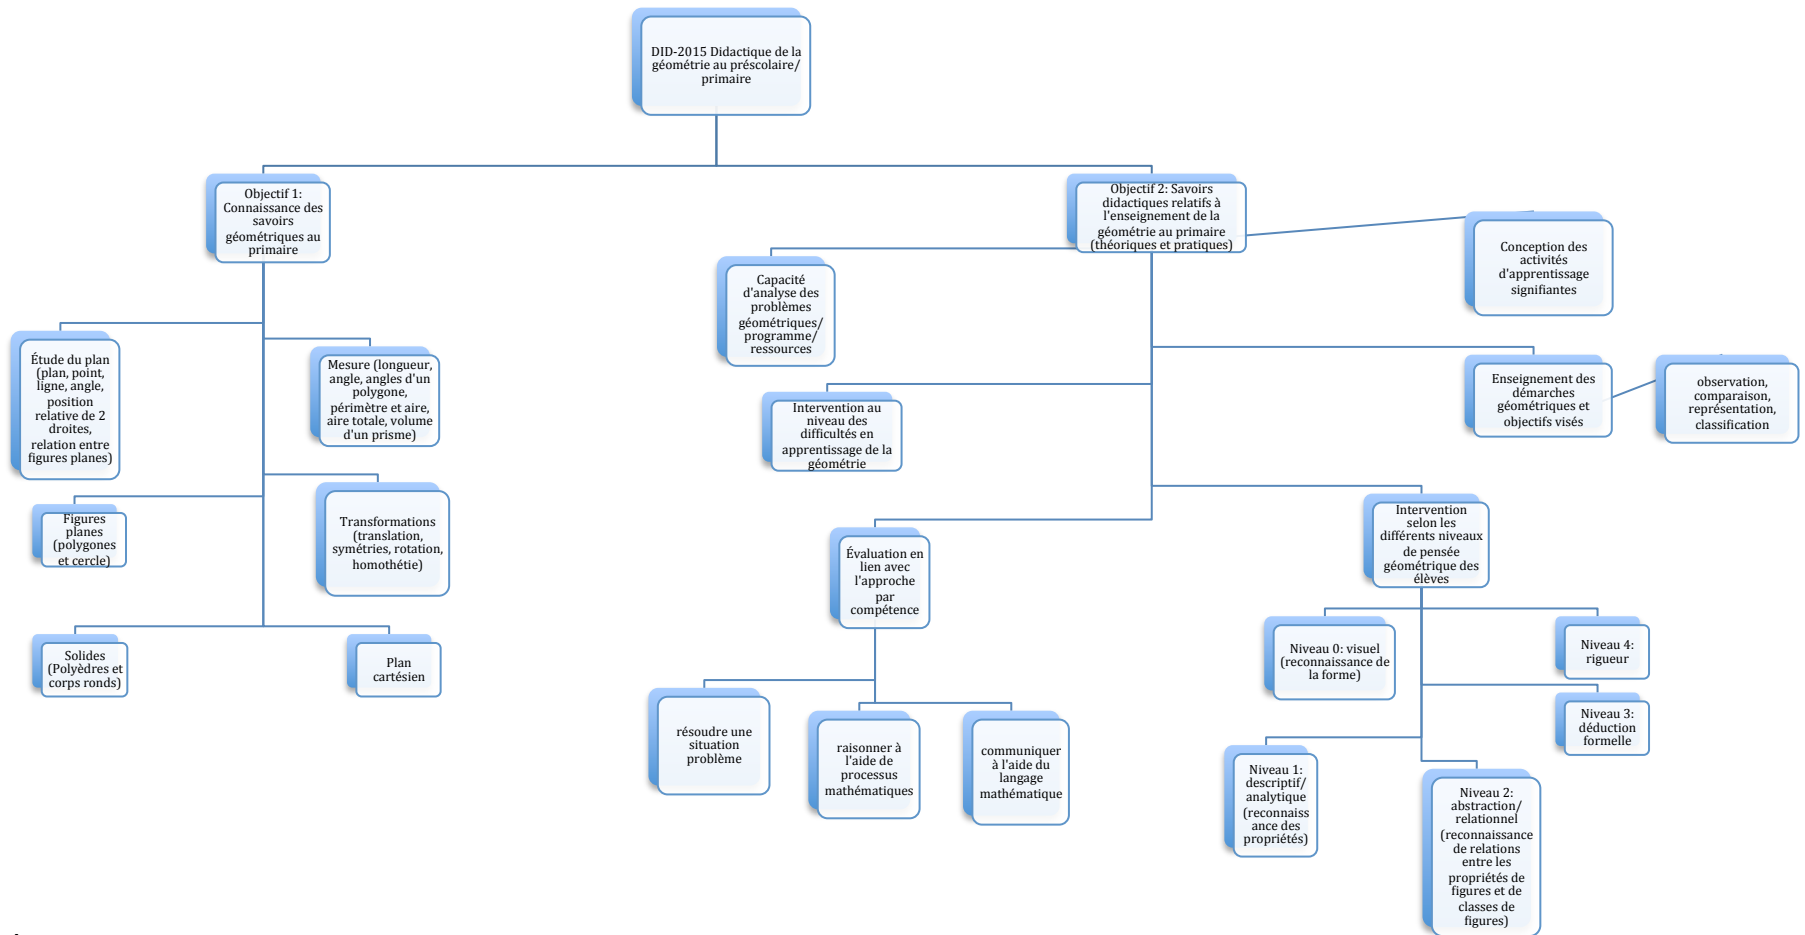 DID-2015 Didactique de la
géométrie au préscolaire/
primaire
Objectif 1:
Connaissance des
savoirs
géométriques au
primaire
Objectif 2: Savoirs
didactiques relatifs à
l'enseignement de la
géométrie au primaire
(théoriques et pratiques)
Conception des
activités
d'apprentissage
signifiantes
Capacité
d'analyse des
problèmes
géométriques/
programme/
ressources
Étude du plan
(plan, point,
ligne, angle,
position
relative de 2
droites,
relation entre
figures planes)
Mesure (longueur,
angle, angles d'un
polygone,
périmètre et aire,
aire totale, volume
d'un prisme)
Enseignement des
démarches
géométriques et
objectifs visés
observation,
comparaison,
représentation,
classification
Intervention au
niveau des
difficultés en
apprentissage de la
géométrie
Figures
planes
(polygones
et cercle)
Transformations
(translation,
symétries, rotation,
homothétie)
Intervention
selon les
différents niveaux
de pensée
géométrique des
élèves
Évaluation en
lien avec
l'approche
par
compétence
Solides
(Polyèdres et
corps ronds)
Plan
cartésien
Niveau 0: visuel
(reconnaissance de
la forme)
Niveau 4:
rigueur
résoudre une
situation
problème
raisonner à
l'aide de
processus
mathématiques
communiquer
à l'aide du
langage
mathématique
Niveau 3:
déduction
formelle
Niveau 1:
descriptif/
analytique
(reconnaiss
ance des
propriétés)
Niveau 2:
abstraction/
relationnel
(reconnaissance
de relations
entre les
propriétés de
figures et de
classes de
figures)